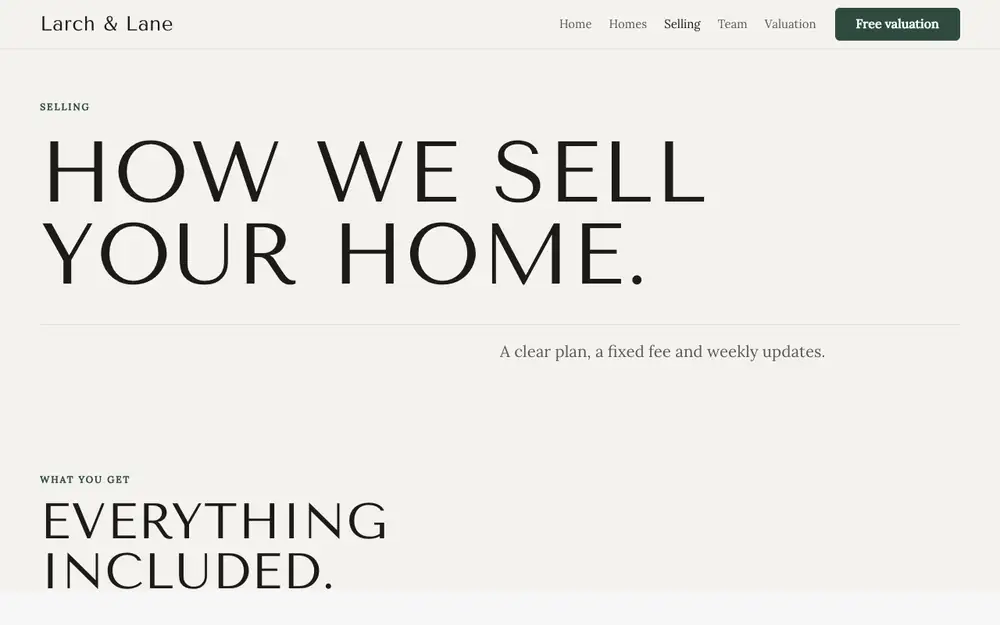 Larch & Lane
Home Homes Selling Team Valuation Free valuation
SELLING
HOW WE SELL
YOUR HOME.
A clear plan, a fixed fee and weekly updates.
WHAT YOU GET
EVERYTHING
INCLUDED.